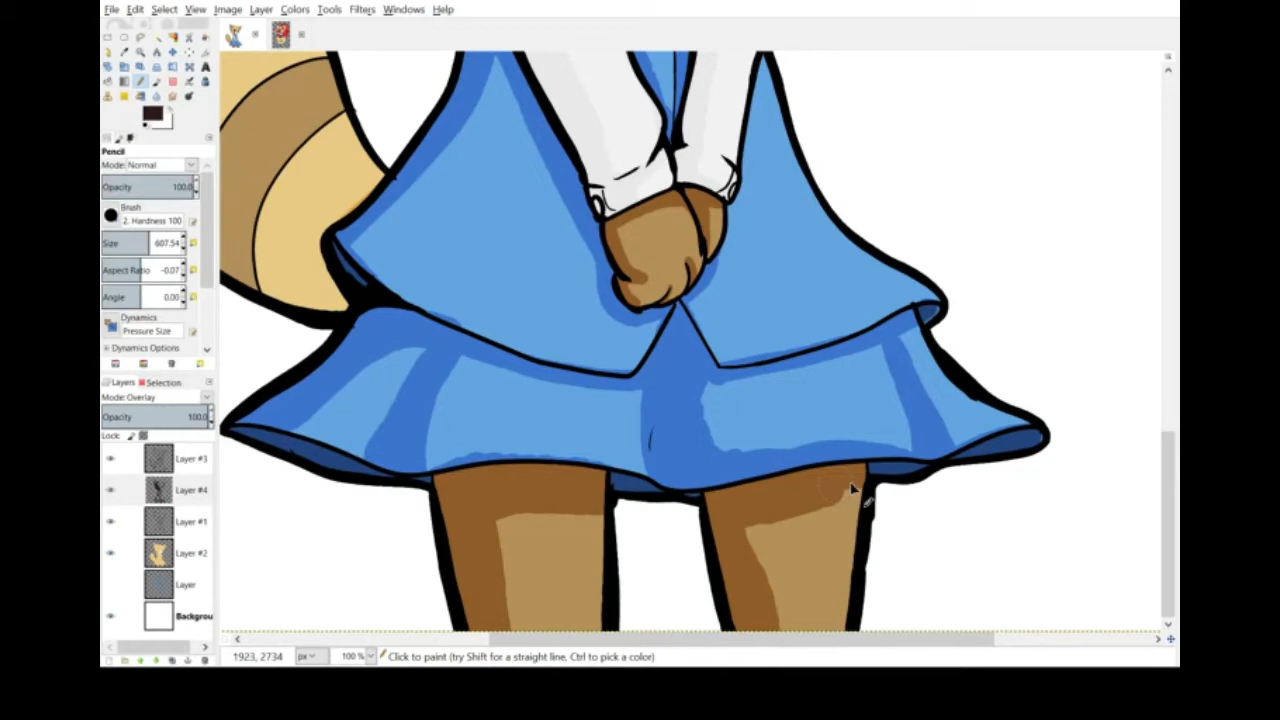 File Edit Select View Image Layer Colors Tools Filters Windows Help
Pencil
Mode: Normal
Opacity 100.0
Brush
2. Hardness 100
Size 607.54
Aspect Ratio -0.07
Angle 0.00
Dynamics
Pressure Size
Dynamics Options
Layers Selection
Mode: Overlay
Opacity 100.0
Lock:
Layer #3
Layer #4
Layer #1
Layer #2
Layer
Backgrou
1923, 2734 px 100 % Click to paint (try Shift for a straight line, Ctrl to pick a color)